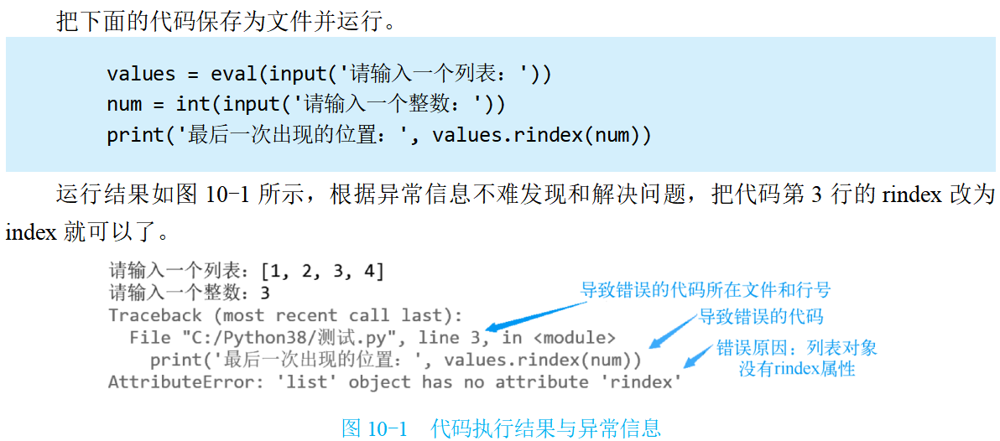 把下面的代码保存为文件并运行。
values = eval(input('请输入一个列表：'))
num = int(input('请输入一个整数：'))
print('最后一次出现的位置：', values.rindex(num))
运行结果如图 10-1 所示，根据异常信息不难发现和解决问题，把代码第 3 行的 rindex 改为
index 就可以了。
请输入一个列表：[1, 2, 3, 4]
请输入一个整数：3
Traceback (most recent call last):
  File "C:/Python38/测试.py", line 3, in <module>
    print('最后一次出现的位置：', values.rindex(num))
AttributeError: 'list' object has no attribute 'rindex'
导致错误的代码所在文件和行号
导致错误的代码
错误原因：列表对象
没有rindex属性
图 10-1 代码执行结果与异常信息